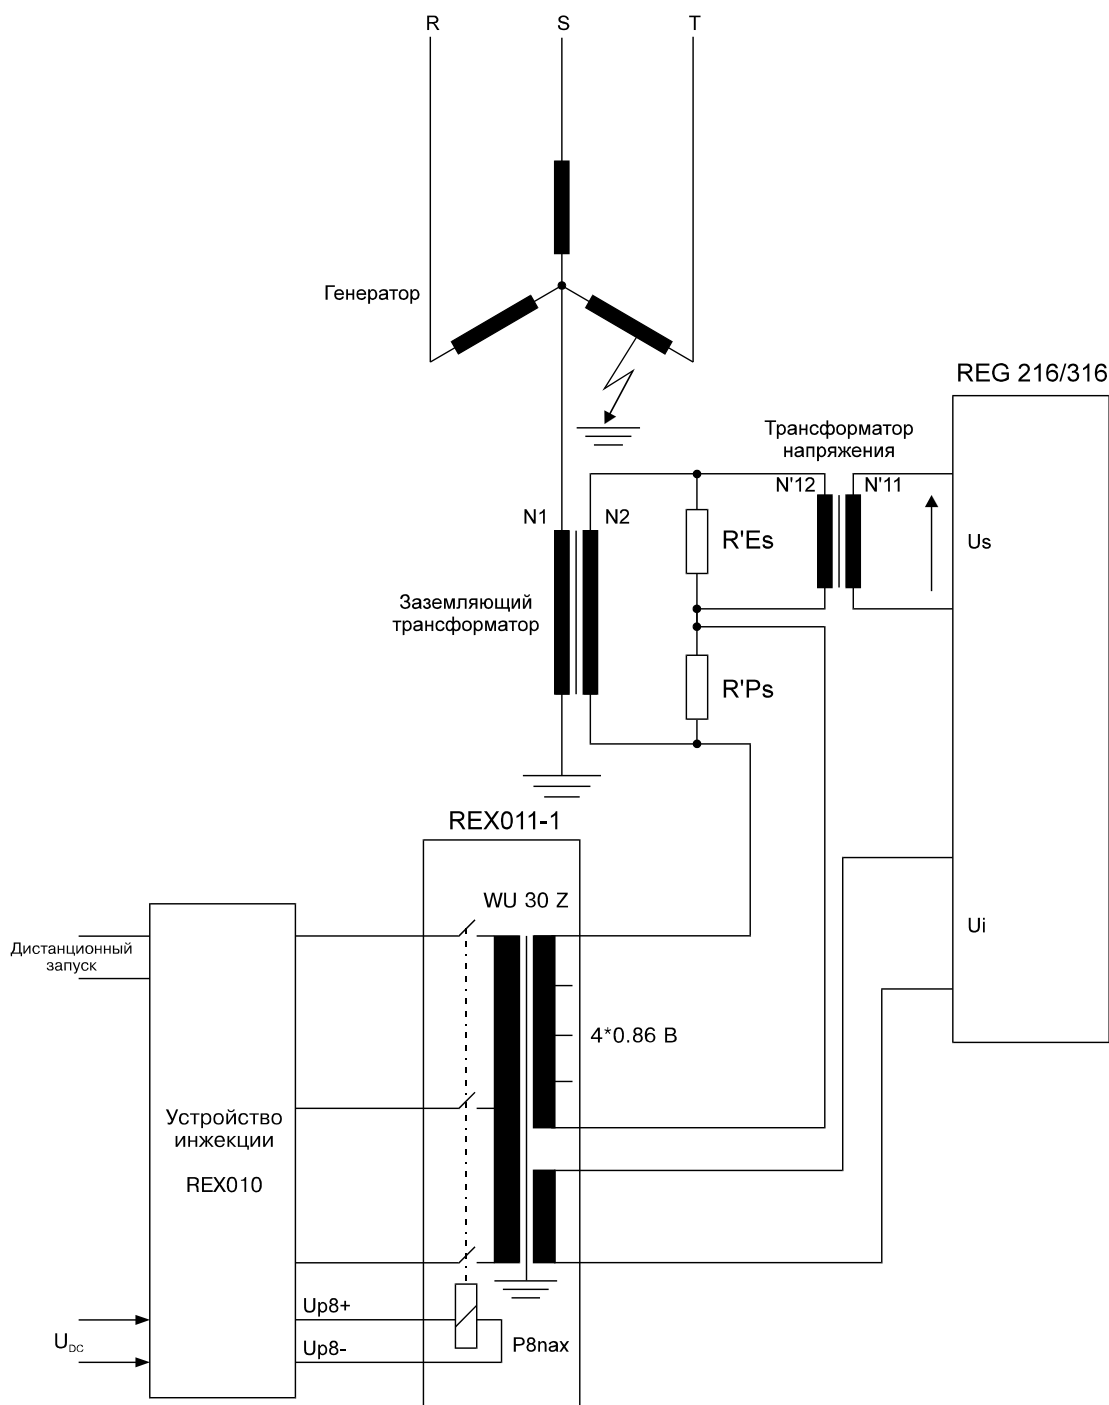 R
S
T
Генератор
REG 216/316
Трансформатор
напряжения
N'12
N'11
N1
N2
R'Es
Us
Заземляющий
трансформатор
R'Ps
REX011-1
WU 30 Z
Дистанционный
запуск
Ui
4*0.86 В
Устройство
инжекции
REX010
Up8+
UDC
Up8-
P8nax